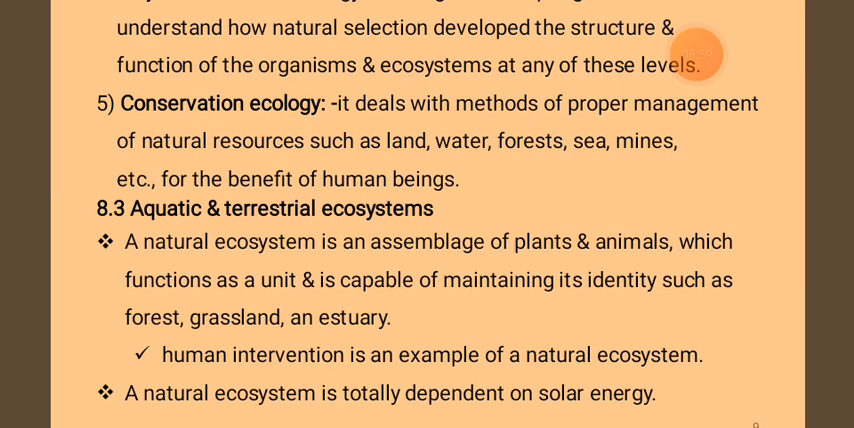 understand how natural selection developed the structure &
function of the organisms & ecosystems at any of these levels.
08:59
5) Conservation ecology: -it deals with methods of proper management
of natural resources such as land, water, forests, sea, mines,
etc., for the benefit of human beings.
8.3 Aquatic & terrestrial ecosystems
❖ A natural ecosystem is an assemblage of plants & animals, which
functions as a unit & is capable of maintaining its identity such as
forest, grassland, an estuary.
✓ human intervention is an example of a natural ecosystem.
❖ A natural ecosystem is totally dependent on solar energy.